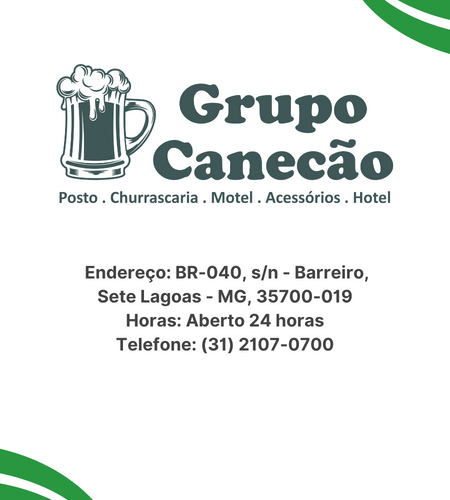 Grupo
Canecão
Posto . Churrascaria . Motel . Acessórios . Hotel
Endereço: BR-040, s/n - Barreiro,
Sete Lagoas - MG, 35700-019
Horas: Aberto 24 horas
Telefone: (31) 2107-0700